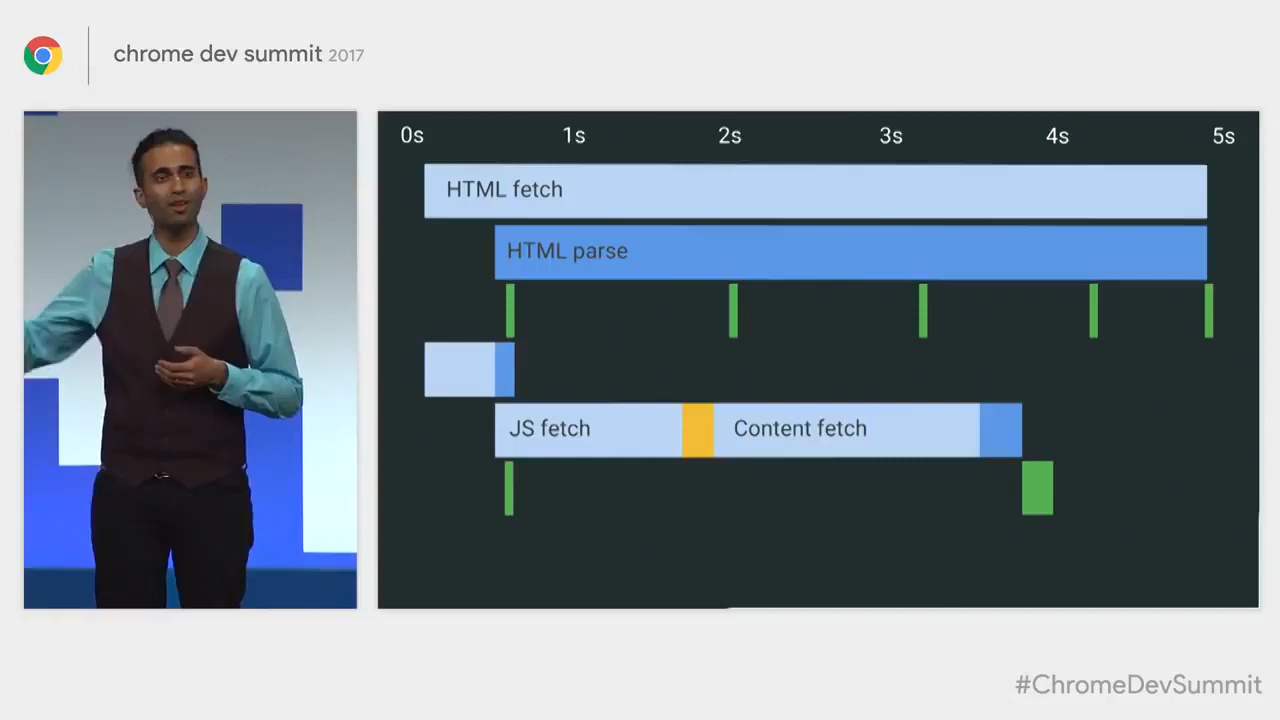 chrome dev summit 2017
0s 1s 2s 3s 4s 5s
HTML fetch
HTML parse
JS fetch Content fetch
#ChromeDevSummit